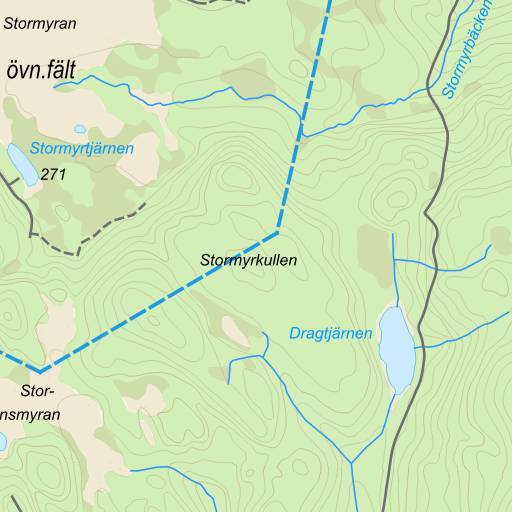 Stormyran
övn.fält
Stormyrbäcken
Stormyrtjärnen
271
Stormyrkullen
Dragtjärnen
Stor-
nsmyran